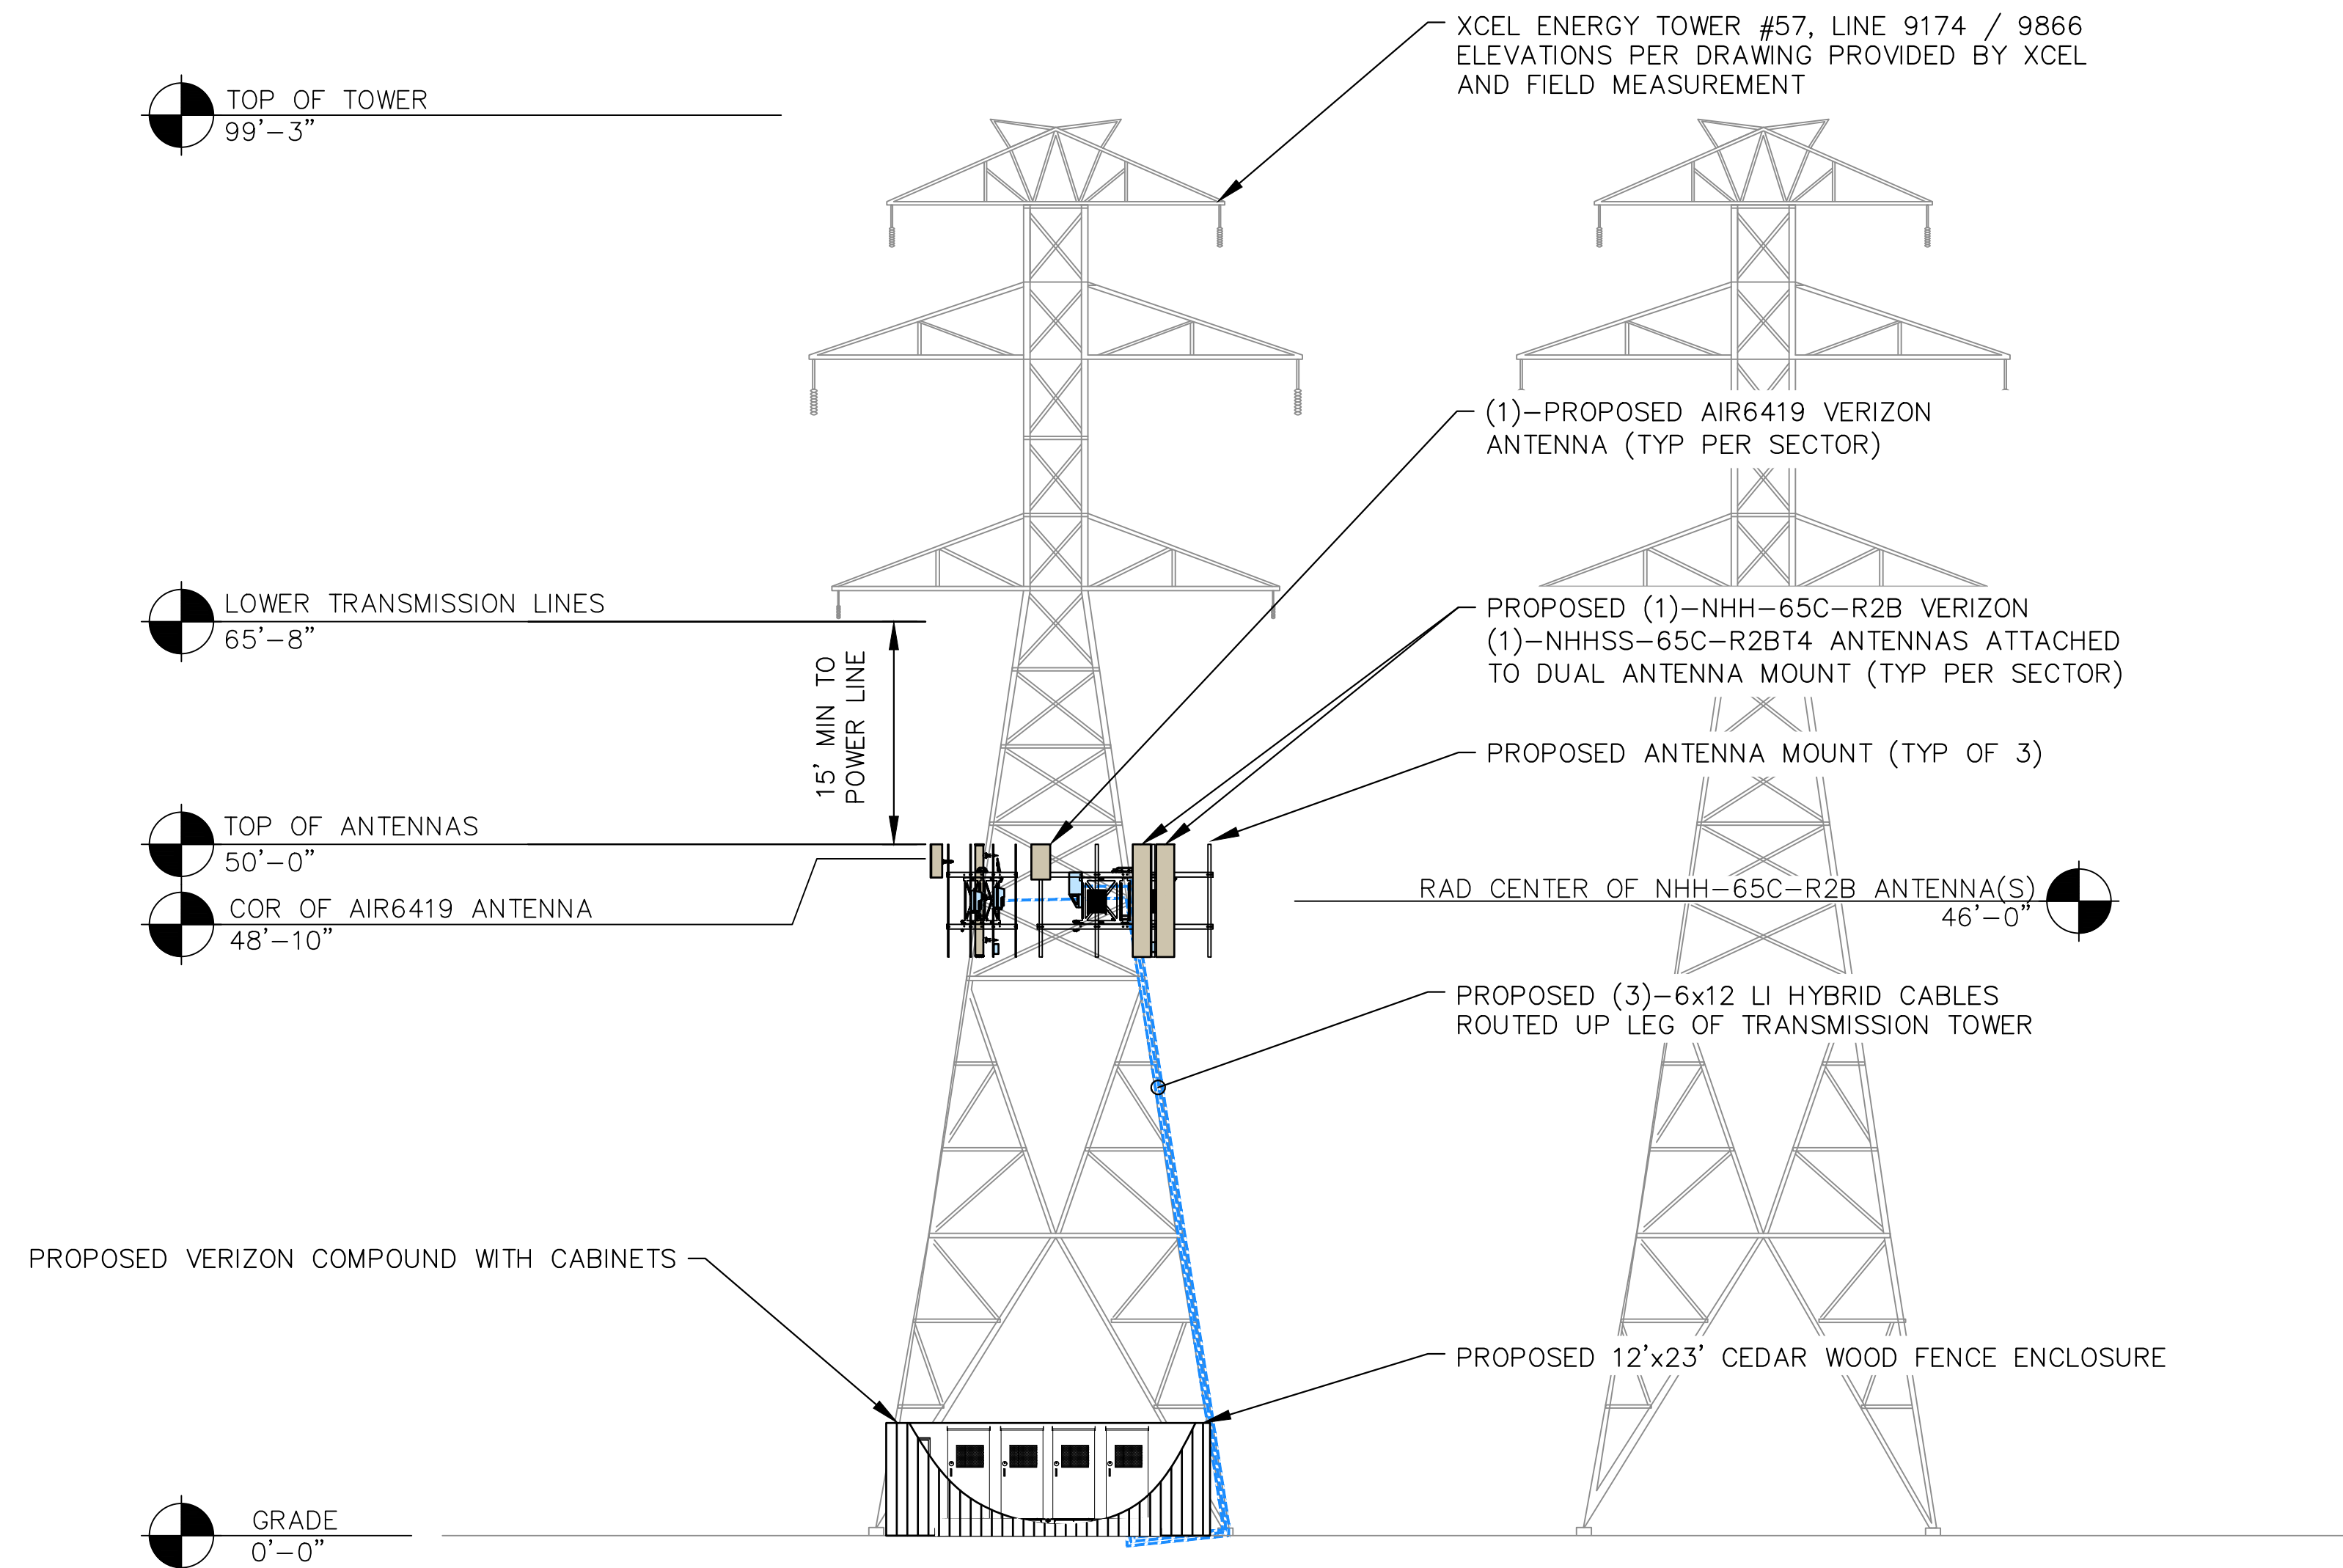 XCEL ENERGY TOWER #57, LINE 9174 / 9866
ELEVATIONS PER DRAWING PROVIDED BY XCEL
AND FIELD MEASUREMENT
TOP OF TOWER
99'-3"
(1)-PROPOSED AIR6419 VERIZON
ANTENNA (TYP PER SECTOR)
LOWER TRANSMISSION LINES
65'-8"
PROPOSED (1)-NHH-65C-R2B VERIZON
(1)-NHHSS-65C-R2BT4 ANTENNAS ATTACHED
TO DUAL ANTENNA MOUNT (TYP PER SECTOR)
15' MIN TO
POWER LINE
PROPOSED ANTENNA MOUNT (TYP OF 3)
TOP OF ANTENNAS
50'-0"
COR OF AIR6419 ANTENNA
48'-10"
RAD CENTER OF NHH-65C-R2B ANTENNA(S)
46'-0"
PROPOSED (3)-6x12 LI HYBRID CABLES
ROUTED UP LEG OF TRANSMISSION TOWER
PROPOSED VERIZON COMPOUND WITH CABINETS
PROPOSED 12'x23' CEDAR WOOD FENCE ENCLOSURE
GRADE
0'-0"